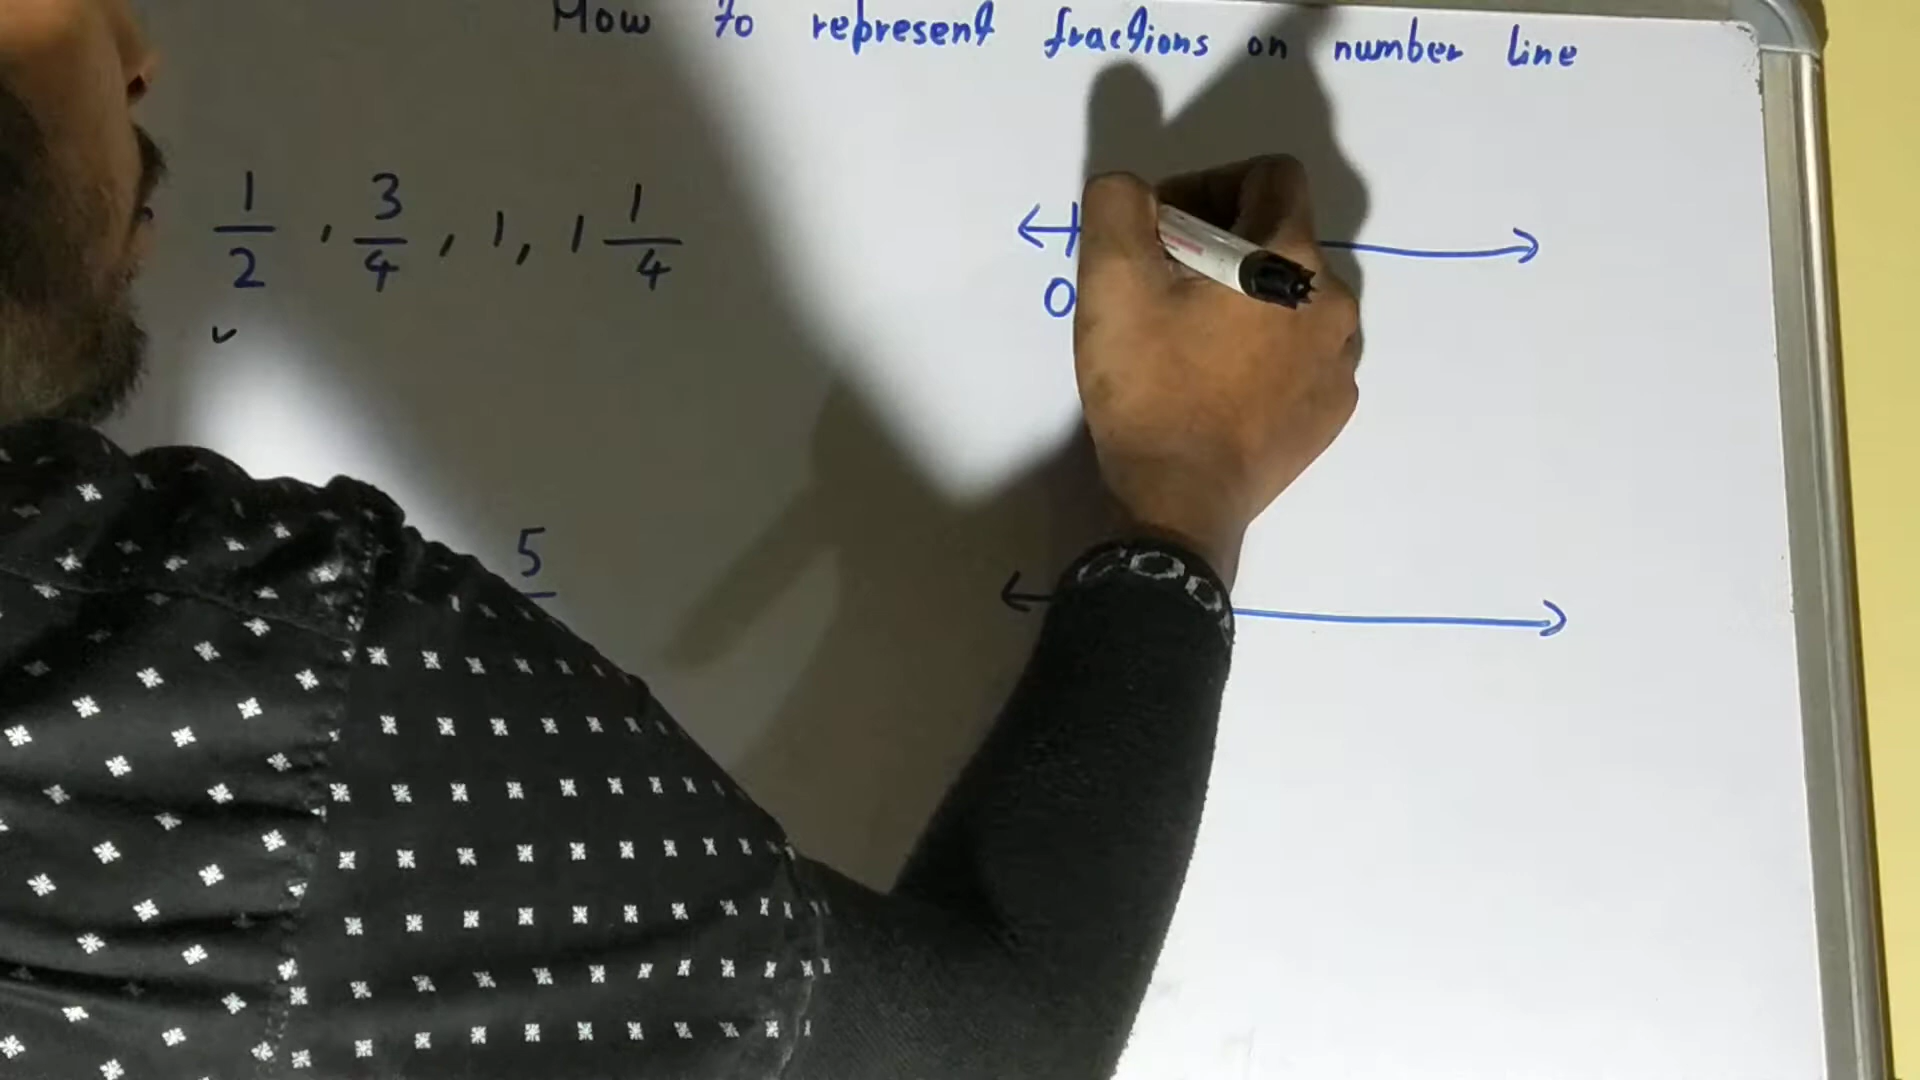 How to represent fractions on number line
1/2, 3/4, 1, 1 1/4
0
5